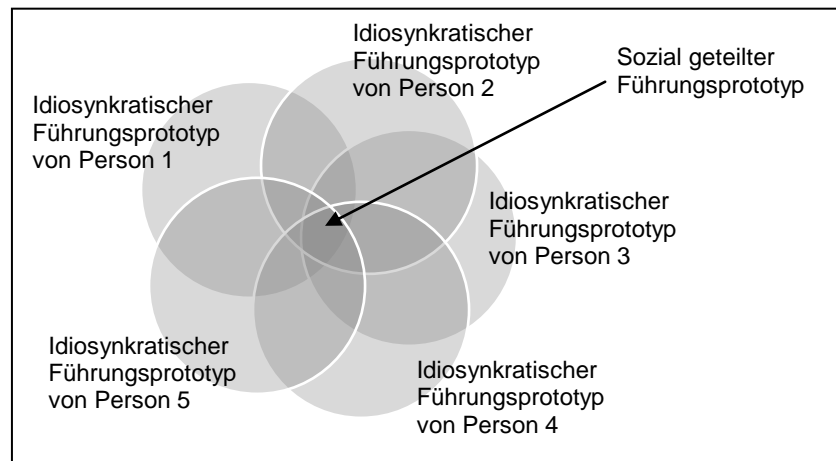 Idiosynkratischer
Führungsprototyp
von Person 2
Sozial geteilter
Führungsprototyp
Idiosynkratischer
Führungsprototyp
von Person 1
Idiosynkratischer
Führungsprototyp
von Person 3
Idiosynkratischer
Führungsprototyp
von Person 5
Idiosynkratischer
Führungsprototyp
von Person 4